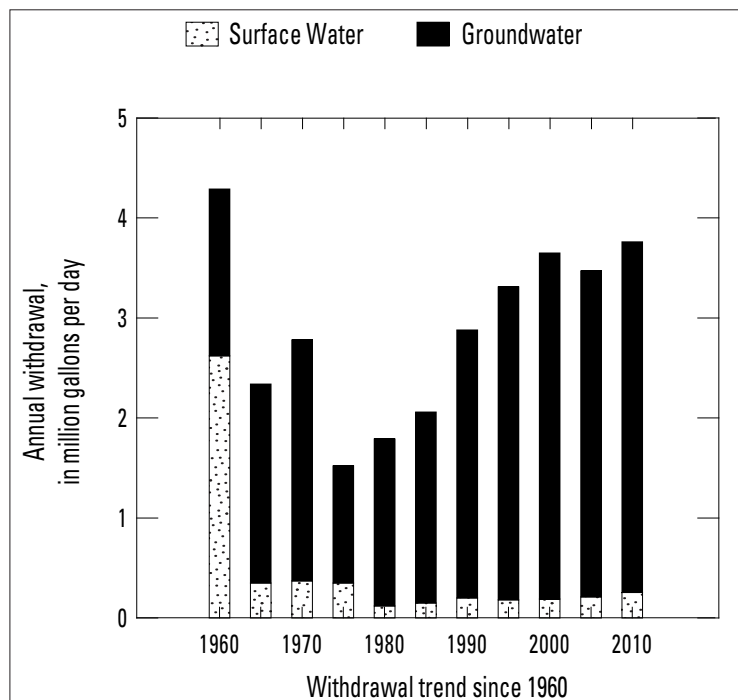 Surface Water Groundwater
5
4
3
2
1
0
Annual withdrawal,
in million gallons per day
1960 1970 1980 1990 2000 2010
Withdrawal trend since 1960